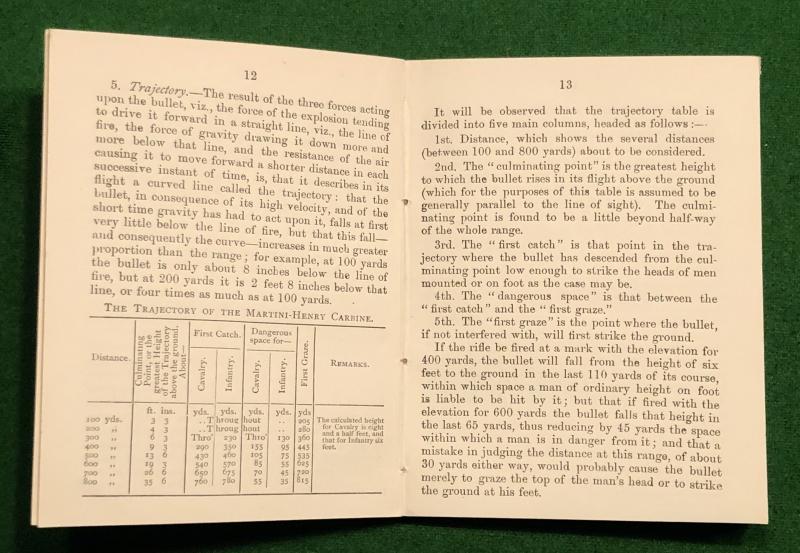 12
5. Trajectory.—The result of the three forces acting
upon the bullet, viz., the force of the explosion tending
to drive it forward in a straight line, viz., the line of
fire, the force of gravity drawing it down more and
more below that line, and the resistance of the air
causing it to move forward a shorter distance in each
successive instant of time, is, that it describes in its
flight a curved line called the trajectory: that the
bullet, in consequence of its high velocity, and of the
short time gravity has had to act upon it, falls at first
very little below the line of fire, but that this fall—
and consequently the curve—increases in much greater
proportion than the range; for example, at 100 yards
the bullet is only about 8 inches below the line of
fire, but at 200 yards it is 2 feet 8 inches below that
line, or four times as much as at 100 yards.
THE TRAJECTORY OF THE MARTINI-HENRY CARBINE.
Distance. Culminating Point, or the greatest Height of the Trajectory above the ground. About— First Catch. Dangerous space for— First Graze. REMARKS.
Cavalry. Infantry. Cavalry. Infantry.
ft. ins. yds. yds. yds. yds. yds
100 yds. 3 3 ..Throug hout .. 205 The calculated height
200 „ 4 3 ..Throug hout .. 280 for Cavalry is eight
300 „ 6 3 Thro' 230 Thro' 130 360 and a half feet, and
400 „ 9 3 290 350 155 95 445 that for Infantry six
500 „ 13 6 430 460 105 75 535 feet.
600 „ 19 3 540 570 85 55 625
700 „ 26 6 650 675 70 45 720
800 „ 35 6 760 780 55 35 815
13
It will be observed that the trajectory table is
divided into five main columns, headed as follows:—
1st. Distance, which shows the several distances
(between 100 and 800 yards) about to be considered.
2nd. The "culminating point" is the greatest height
to which the bullet rises in its flight above the ground
(which for the purposes of this table is assumed to be
generally parallel to the line of sight). The culmi-
nating point is found to be a little beyond half-way
of the whole range.
3rd. The "first catch" is that point in the tra-
jectory where the bullet has descended from the cul-
minating point low enough to strike the heads of men
mounted or on foot as the case may be.
4th. The "dangerous space" is that between the
"first catch" and the "first graze."
5th. The "first graze" is the point where the bullet,
if not interfered with, will first strike the ground.
If the rifle be fired at a mark with the elevation for
400 yards, the bullet will fall from the height of six
feet to the ground in the last 110 yards of its course,
within which space a man of ordinary height on foot
is liable to be hit by it; but that if fired with the
elevation for 600 yards the bullet falls that height in
the last 65 yards, thus reducing by 45 yards the space
within which a man is in danger from it; and that a
mistake in judging the distance at this range, of about
30 yards either way, would probably cause the bullet
merely to graze the top of the man's head or to strike
the ground at his feet.